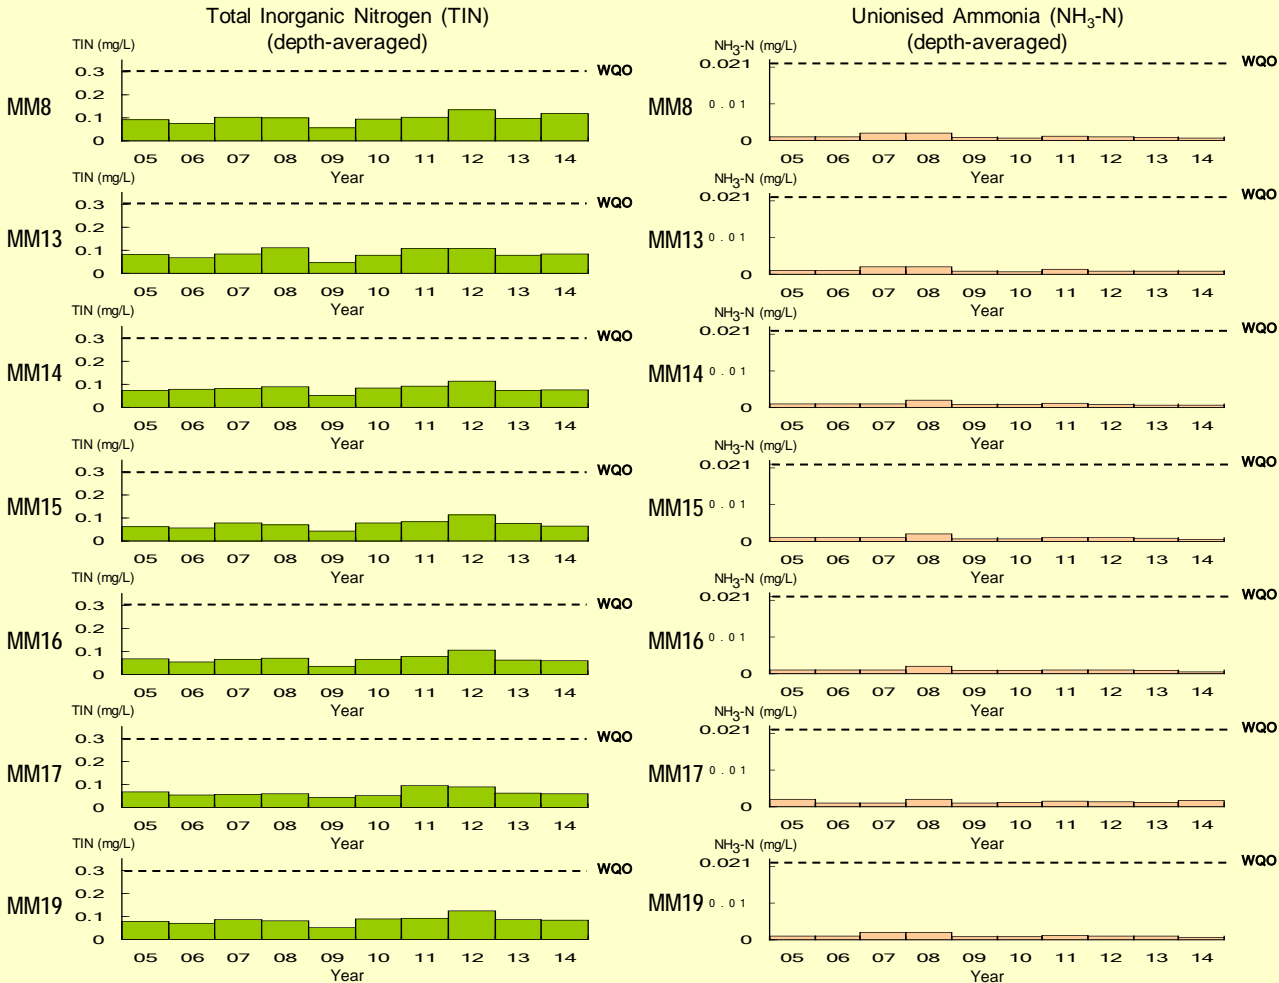 Total Inorganic Nitrogen (TIN)
(depth-averaged)
Unionised Ammonia (NH3-N)
(depth-averaged)
MM8
TIN (mg/L)
0.3
0.2
0.1
0
WQO
05 06 07 08 09 10 11 12 13 14
Year
MM8
NH3-N (mg/L)
0.021
0.01
0
WQO
05 06 07 08 09 10 11 12 13 14
Year
MM13
TIN (mg/L)
0.3
0.2
0.1
0
WQO
05 06 07 08 09 10 11 12 13 14
Year
MM13
NH3-N (mg/L)
0.021
0.01
0
WQO
05 06 07 08 09 10 11 12 13 14
Year
MM14
TIN (mg/L)
0.3
0.2
0.1
0
WQO
05 06 07 08 09 10 11 12 13 14
Year
MM14
NH3-N (mg/L)
0.021
0.01
0
WQO
05 06 07 08 09 10 11 12 13 14
Year
MM15
TIN (mg/L)
0.3
0.2
0.1
0
WQO
05 06 07 08 09 10 11 12 13 14
Year
MM15
NH3-N (mg/L)
0.021
0.01
0
WQO
05 06 07 08 09 10 11 12 13 14
Year
MM16
TIN (mg/L)
0.3
0.2
0.1
0
WQO
05 06 07 08 09 10 11 12 13 14
Year
MM16
NH3-N (mg/L)
0.021
0.01
0
WQO
05 06 07 08 09 10 11 12 13 14
Year
MM17
TIN (mg/L)
0.3
0.2
0.1
0
WQO
05 06 07 08 09 10 11 12 13 14
Year
MM17
NH3-N (mg/L)
0.021
0.01
0
WQO
05 06 07 08 09 10 11 12 13 14
Year
MM19
TIN (mg/L)
0.3
0.2
0.1
0
WQO
05 06 07 08 09 10 11 12 13 14
Year
MM19
NH3-N (mg/L)
0.021
0.01
0
WQO
05 06 07 08 09 10 11 12 13 14
Year